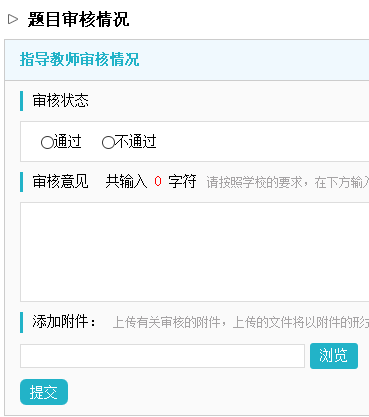 题目审核情况
指导教师审核情况
审核状态
通过 不通过
审核意见 共输入 0 字符 请按照学校的要求，在下方输入
添加附件： 上传有关审核的附件，上传的文件将以附件的形式
浏览
提交